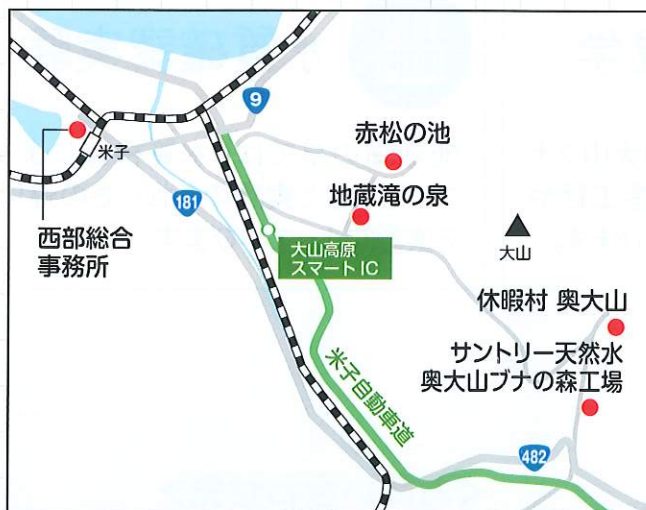 9
赤松の池
米子
地蔵滝の泉
181
西部総合
事務所
大山高原
スマートIC
大山
休暇村 奥大山
サントリー天然水
奥大山ブナの森工場
米子自動車道
482